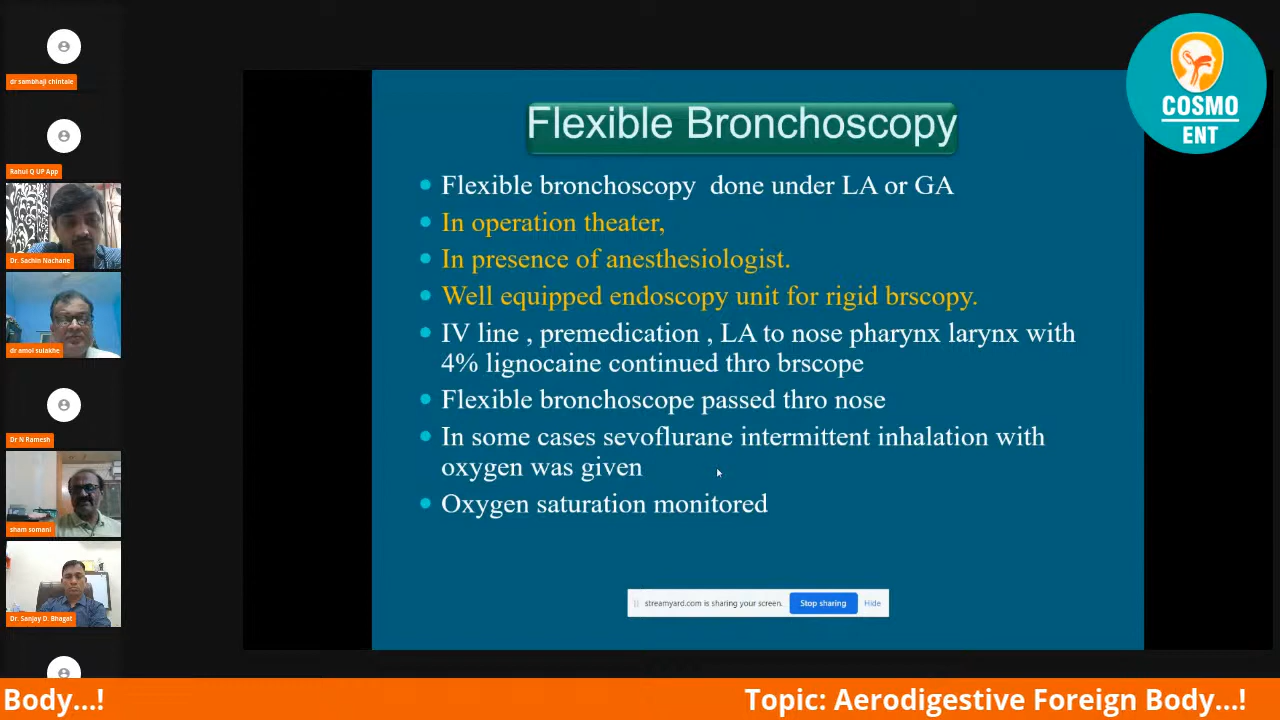 dr sambhaji chintale
Rahul Q UP App
Dr. Sachin Nachane
dr amol sulakhe
Dr N Ramesh
sham somani
Dr. Sanjay D. Bhagat
COSMO
ENT
Flexible Bronchoscopy
Flexible bronchoscopy done under LA or GA
In operation theater,
In presence of anesthesiologist.
Well equipped endoscopy unit for rigid brscopy.
IV line , premedication , LA to nose pharynx larynx with
4% lignocaine continued thro brscope
Flexible bronchoscope passed thro nose
In some cases sevoflurane intermittent inhalation with
oxygen was given
Oxygen saturation monitored
streamyard.com is sharing your screen. Stop sharing Hide
Body...! Topic: Aerodigestive Foreign Body...!